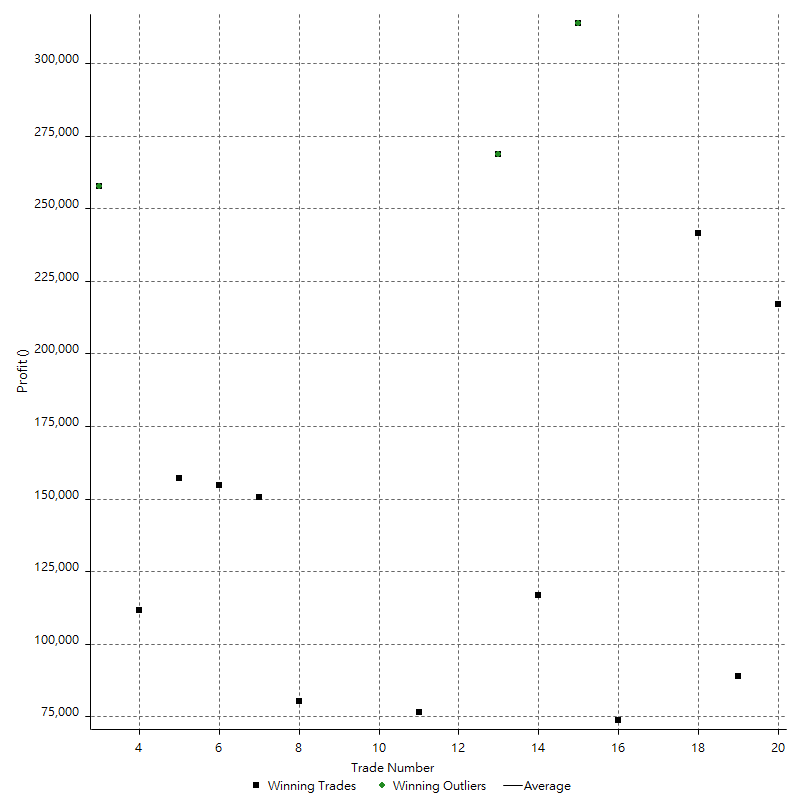 300,000
275,000
250,000
225,000
200,000
175,000
150,000
125,000
100,000
75,000
Profit ()
4 6 8 10 12 14 16 18 20
Trade Number
Winning Trades Winning Outliers Average